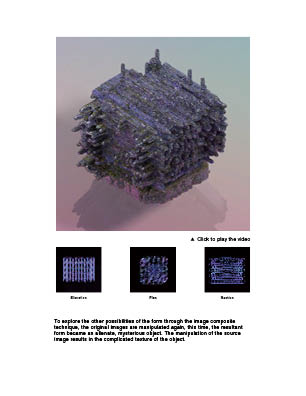 ▲ Click to play the video
Elevation
Plan
Section
To explore the other possibilities of the form through the image composite
technique, the original images are manipulated again, this time, the resultant
form became an alienate, mysterious object. The manipulation of the source
image results in the complicated texture of the object.